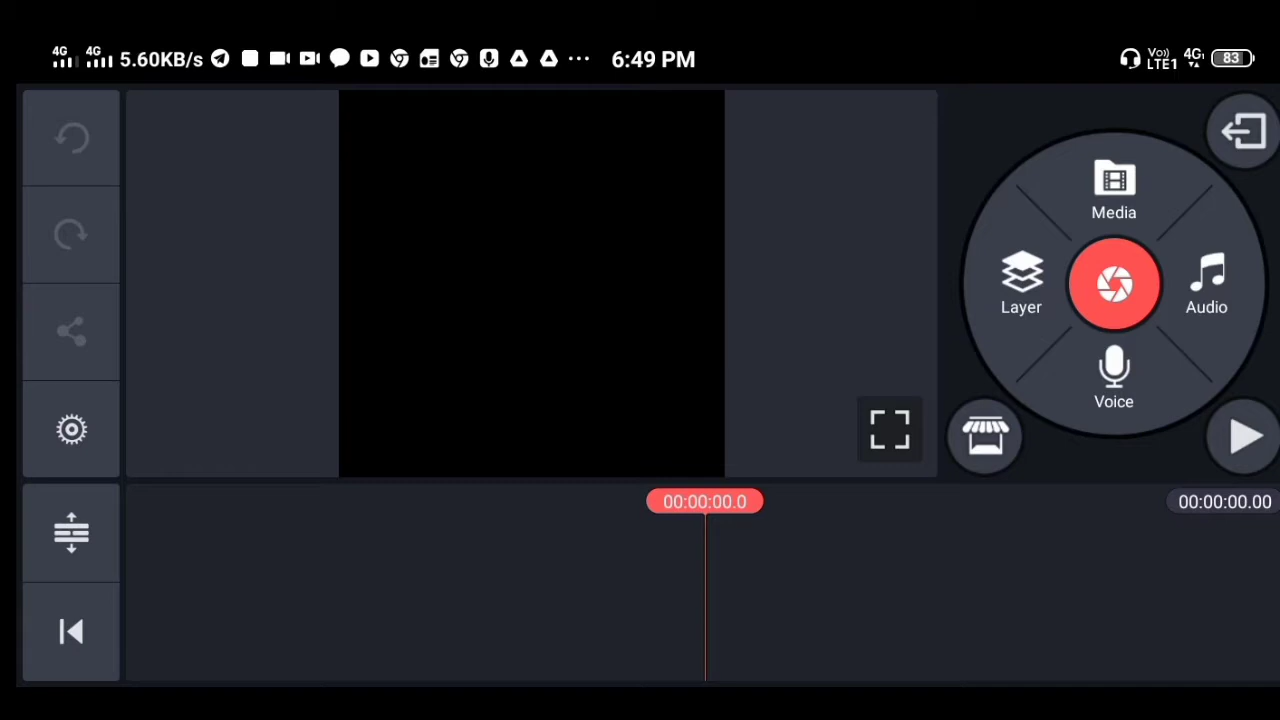 4G 4G 5.60KB/s ... 6:49 PM Vo) LTE1 4G 83
Media
Layer
Audio
Voice
00:00:00.0
00:00:00.00